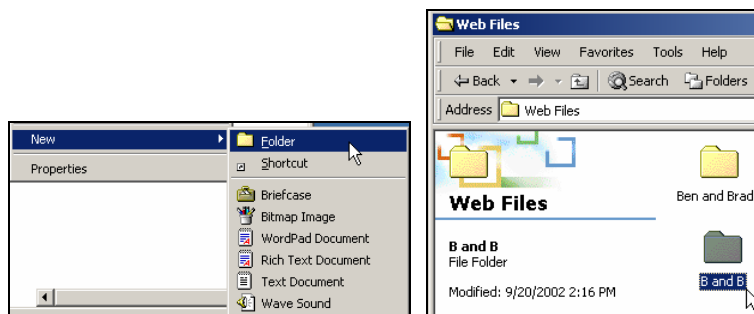 New
Properties
Folder
Shortcut
Briefcase
Bitmap Image
WordPad Document
Rich Text Document
Text Document
Wave Sound
Web Files
File Edit View Favorites Tools Help
Back Search Folders
Address Web Files
Web Files
B and B
File Folder
Modified: 9/20/2002 2:16 PM
Ben and Brad
B and B